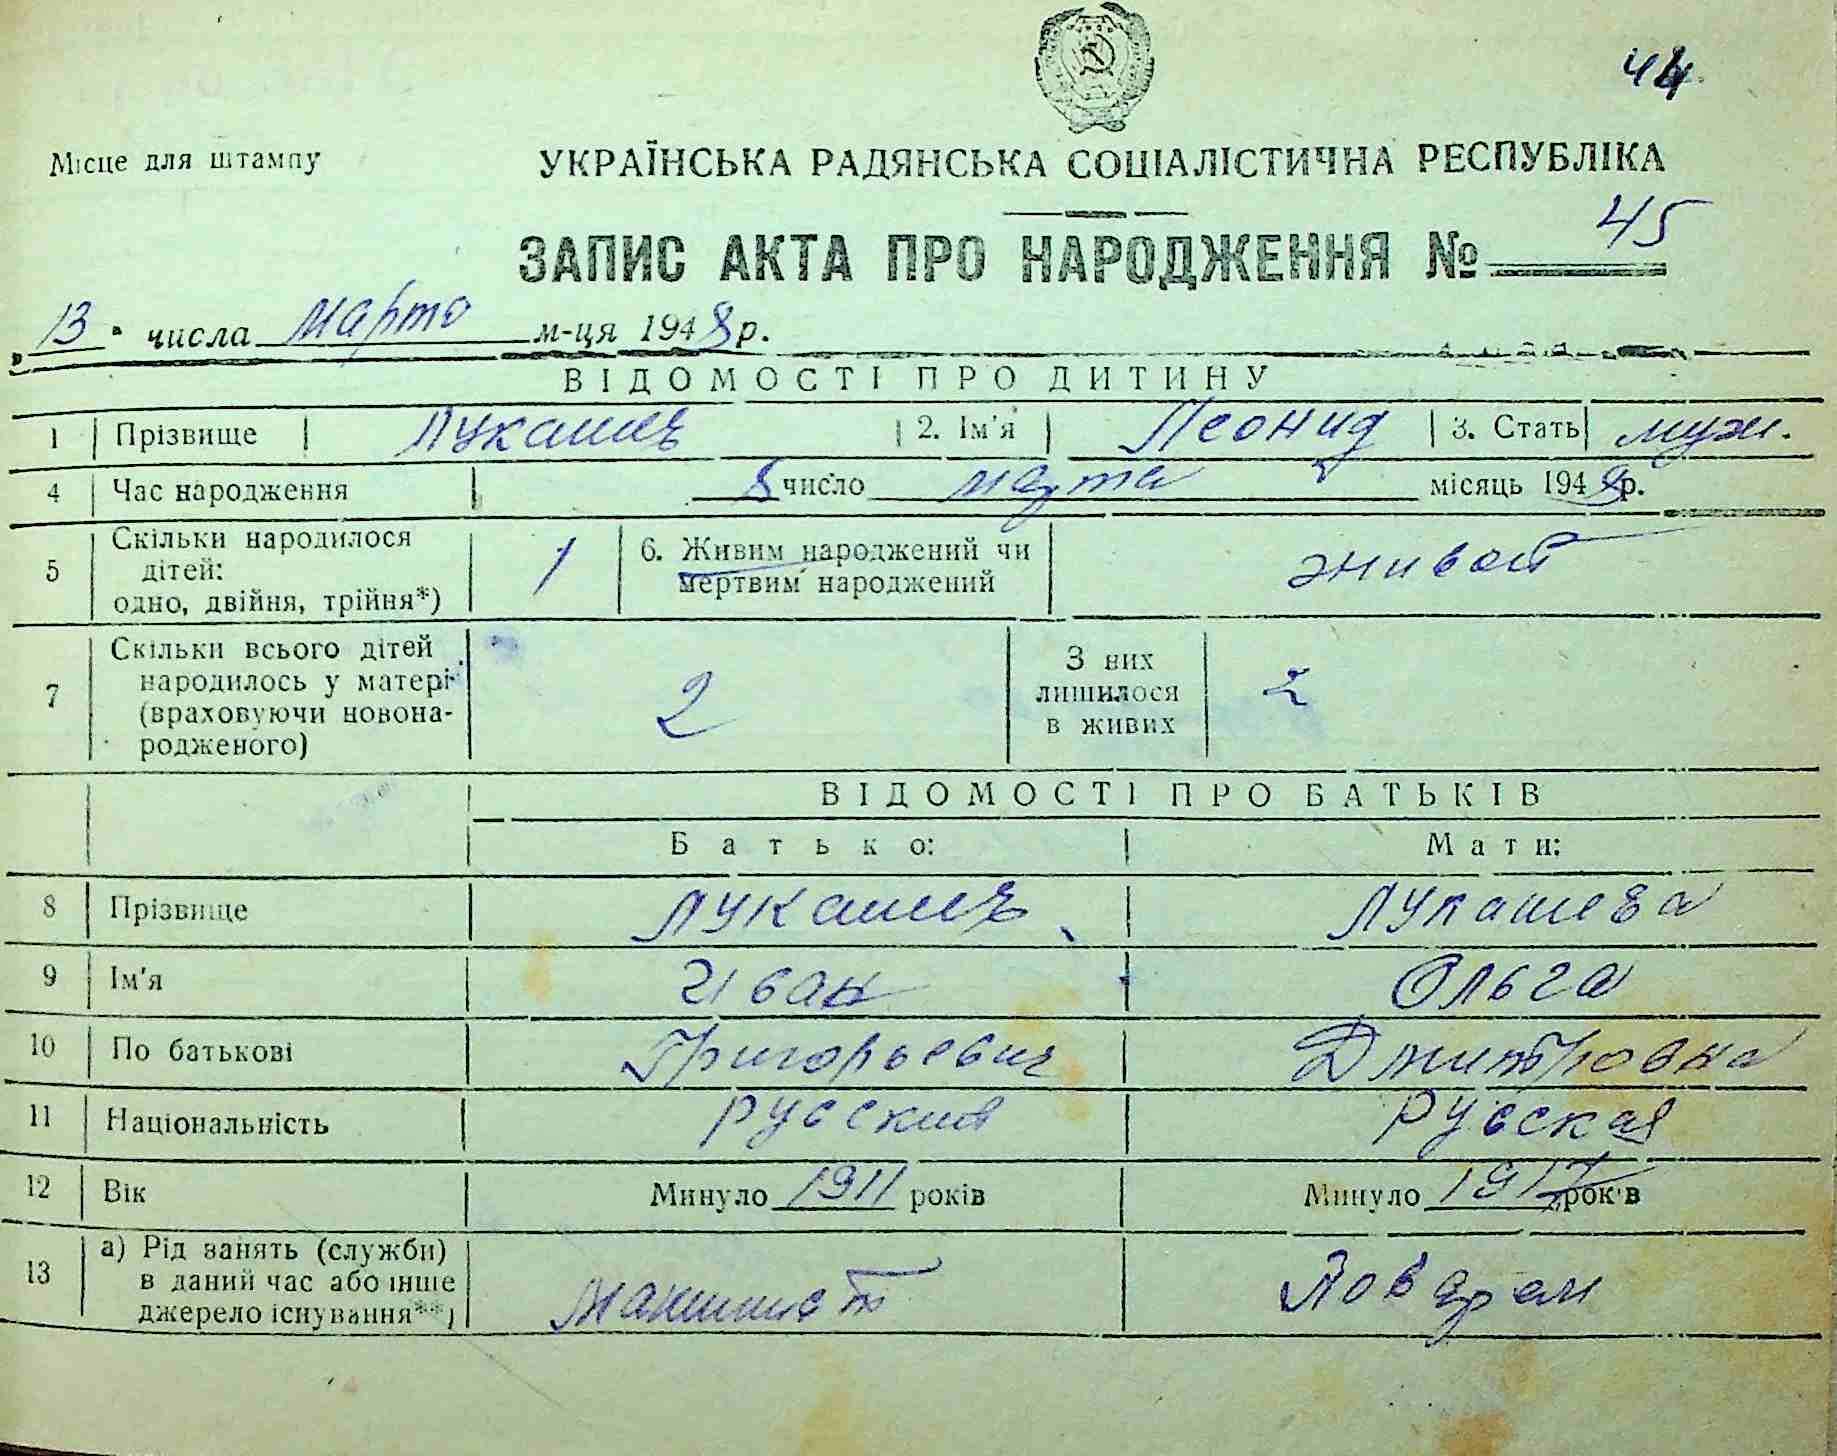 44
Місце для штампу
УКРАЇНСЬКА РАДЯНСЬКА СОЦІАЛІСТИЧНА РЕСПУБЛІКА
ЗАПИС АКТА ПРО НАРОДЖЕННЯ № 45
„13" числа марта м-ця 1948 р.
ВІДОМОСТІ ПРО ДИТИНУ
1 Прізвище Лукашев 2. Ім'я Леонид 3. Стать муж.
4 Час народження 8 число марта місяць 1948 р.
5 Скільки народилося дітей: одно, двійня, трійня*) 1 6. Живим народжений чи мертвим народжений живой
7 Скільки всього дітей народилось у матері (враховуючи новонародженого) 2 З них лишилося в живих 2
ВІДОМОСТІ ПРО БАТЬКІВ
Батько: Мати:
8 Прізвище Лукашев Лукашева
9 Ім'я Иван Ольга
10 По батькові Григорьевич Дмитровна
11 Національність русский русская
12 Вік Минуло 1911 років Минуло 1917 років
13 а) Рід занять (служби) в даний час або інше джерело існування**) машинист Поваром